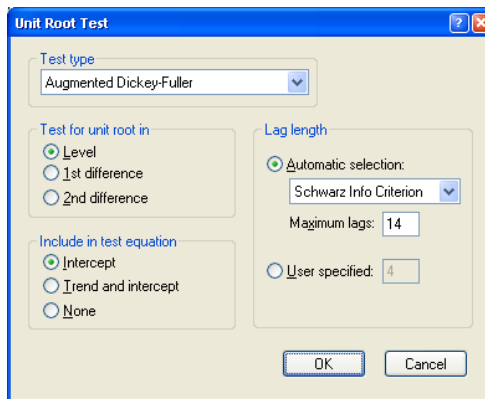 Unit Root Test
Test type
Augmented Dickey-Fuller
Test for unit root in
Level
1st difference
2nd difference
Include in test equation
Intercept
Trend and intercept
None
Lag length
Automatic selection:
Schwarz Info Criterion
Maximum lags: 14
User specified: 4
OK Cancel